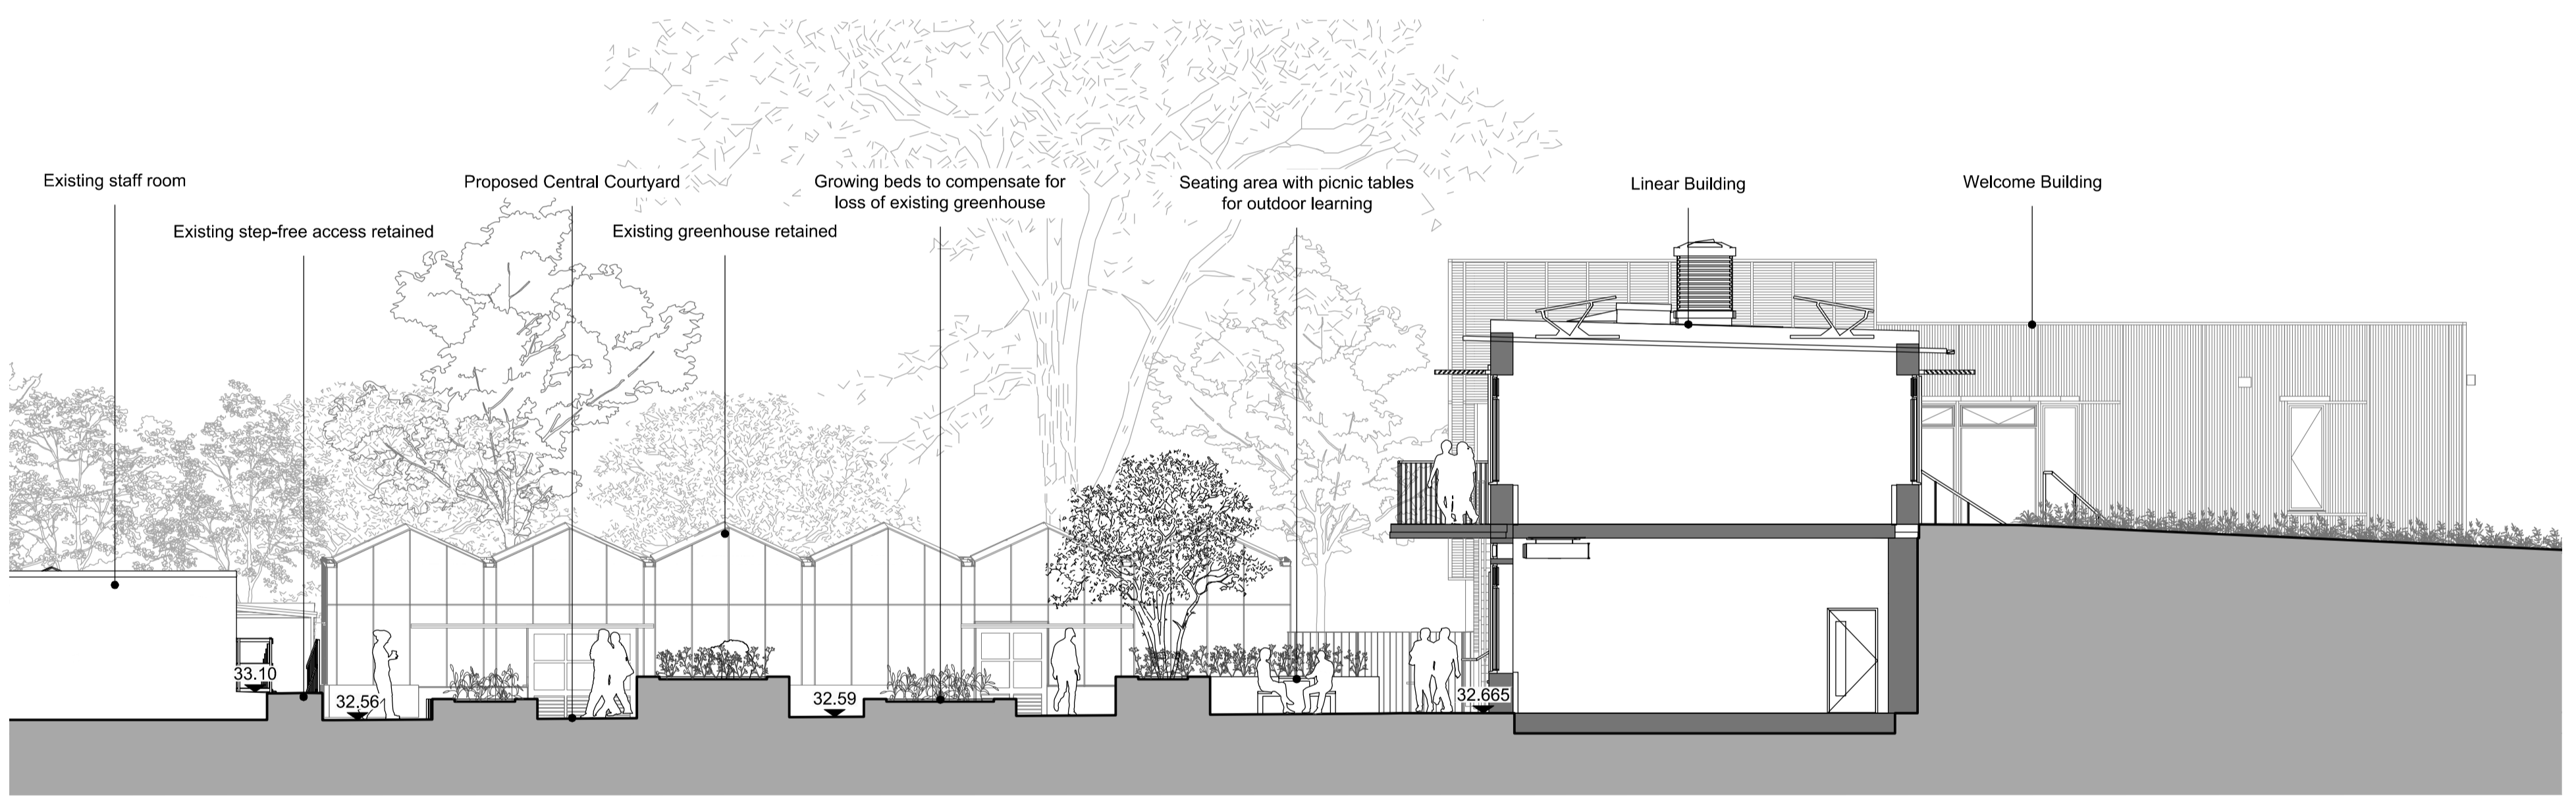 Existing staff room
Existing step-free access retained
Proposed Central Courtyard
Existing greenhouse retained
Growing beds to compensate for
loss of existing greenhouse
Seating area with picnic tables
for outdoor learning
Linear Building
Welcome Building
33.10
32.56
32.59
32.665